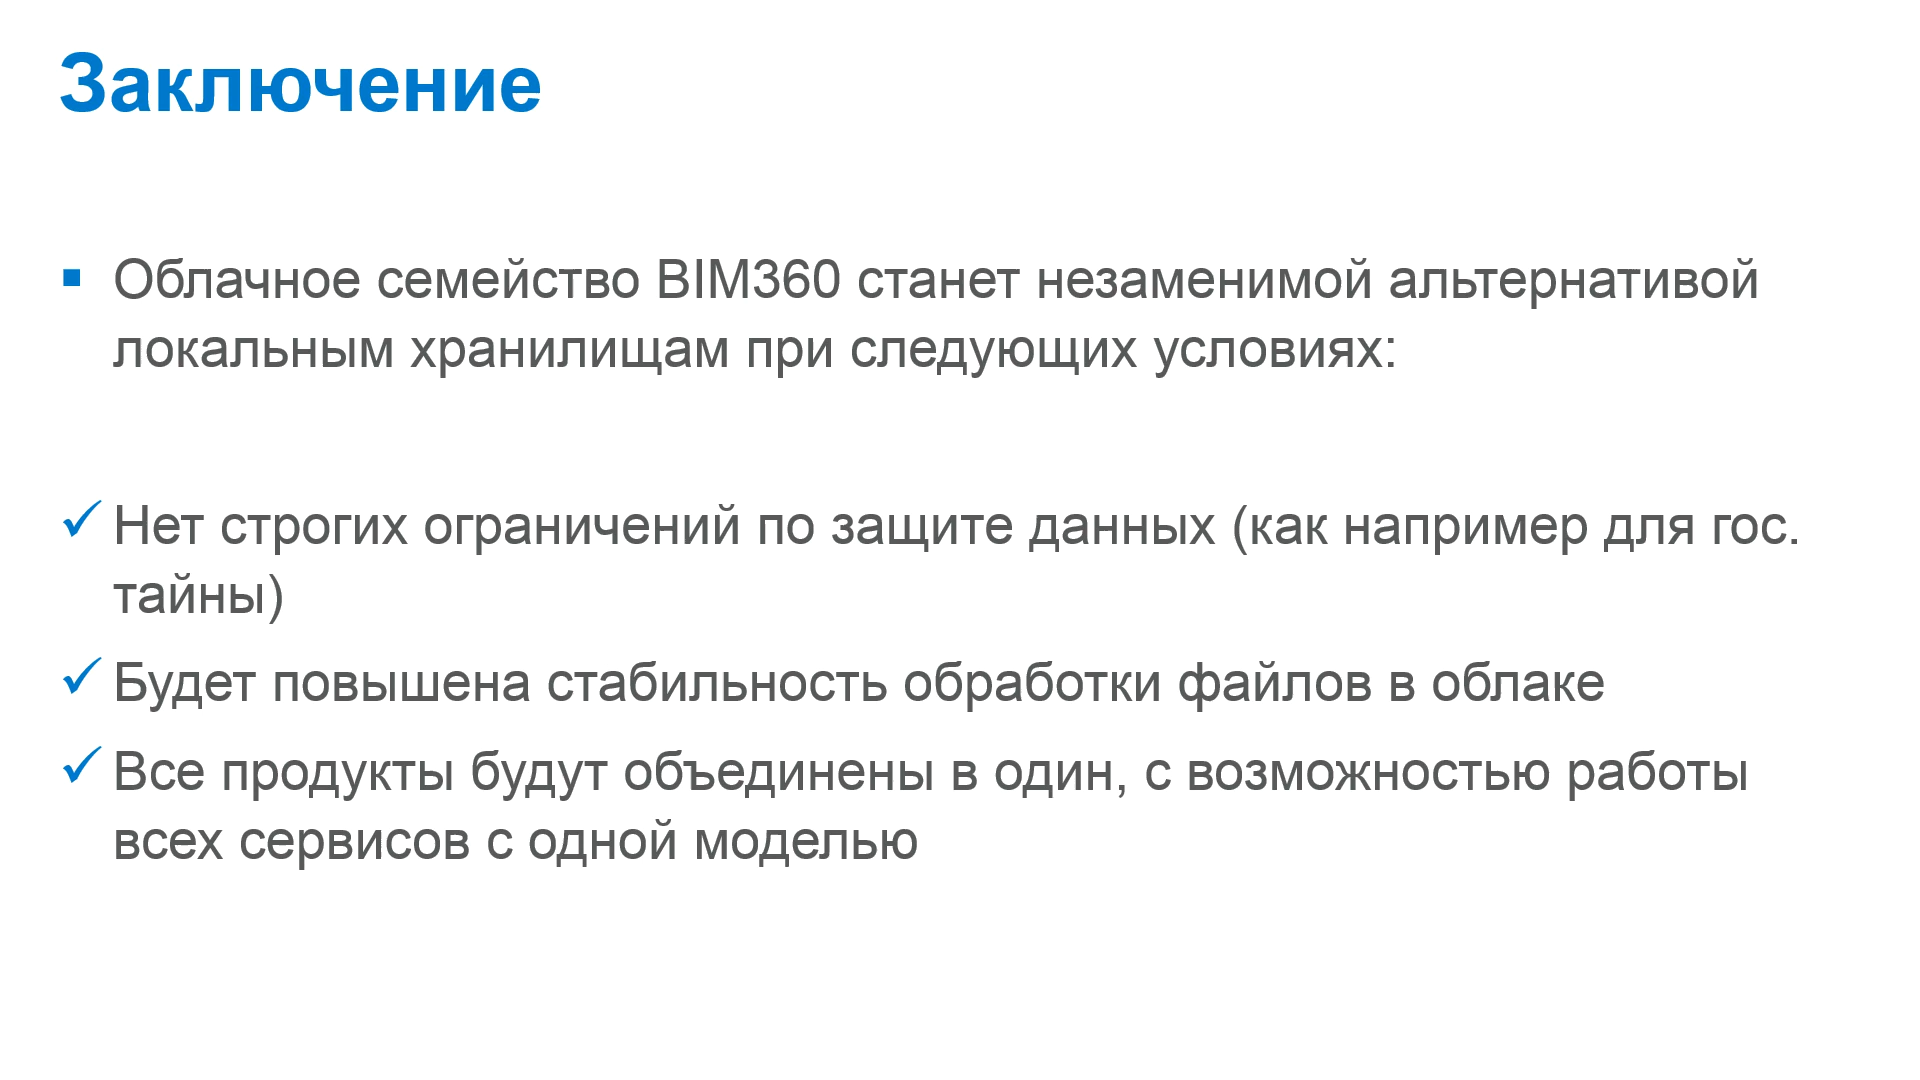 Заключение
▪ Облачное семейство BIM360 станет незаменимой альтернативой
локальным хранилищам при следующих условиях:
✓ Нет строгих ограничений по защите данных (как например для гос.
тайны)
✓ Будет повышена стабильность обработки файлов в облаке
✓ Все продукты будут объединены в один, с возможностью работы
всех сервисов с одной моделью